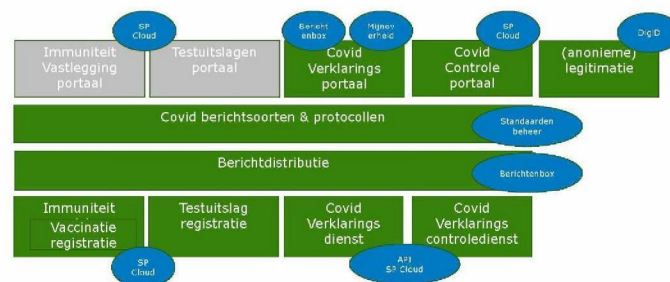 SP
Cloud
Bericht
enbox
Mijnov
erheid
SP
Cloud
DigiD
Immuniteit
Vastlegging
portaal
Testuitslagen
portaal
Covid
Verklarings
portaal
Covid
Controle
portaal
(anonieme)
legitimatie
Covid berichtsoorten & protocollen
Standaarden
beheer
Berichtdistributie
Berichtenbox
Immuniteit
Vaccinatie
registratie
Testuitslag
registratie
Covid
Verklarings
dienst
Covid
Verklarings
controledienst
SP
Cloud
API
SP Cloud